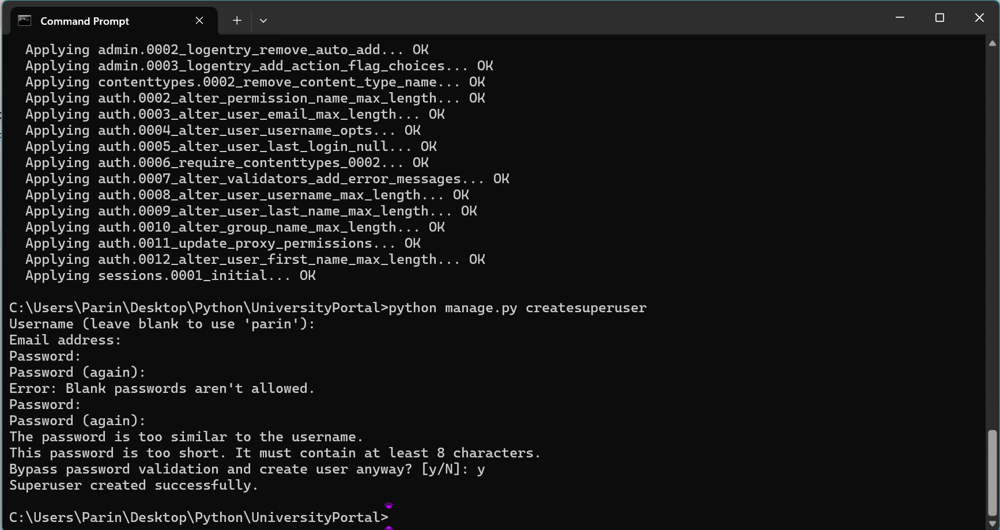 Command Prompt
Applying admin.0002_logentry_remove_auto_add... OK
Applying admin.0003_logentry_add_action_flag_choices... OK
Applying contenttypes.0002_remove_content_type_name... OK
Applying auth.0002_alter_permission_name_max_length... OK
Applying auth.0003_alter_user_email_max_length... OK
Applying auth.0004_alter_user_username_opts... OK
Applying auth.0005_alter_user_last_login_null... OK
Applying auth.0006_require_contenttypes_0002... OK
Applying auth.0007_alter_validators_add_error_messages... OK
Applying auth.0008_alter_user_username_max_length... OK
Applying auth.0009_alter_user_last_name_max_length... OK
Applying auth.0010_alter_group_name_max_length... OK
Applying auth.0011_update_proxy_permissions... OK
Applying auth.0012_alter_user_first_name_max_length... OK
Applying sessions.0001_initial... OK
C:\Users\Parin\Desktop\Python\UniversityPortal>python manage.py createsuperuser
Username (leave blank to use 'parin'):
Email address:
Password:
Password (again):
Error: Blank passwords aren't allowed.
Password:
Password (again):
The password is too similar to the username.
This password is too short. It must contain at least 8 characters.
Bypass password validation and create user anyway? [y/N]: y
Superuser created successfully.
C:\Users\Parin\Desktop\Python\UniversityPortal>